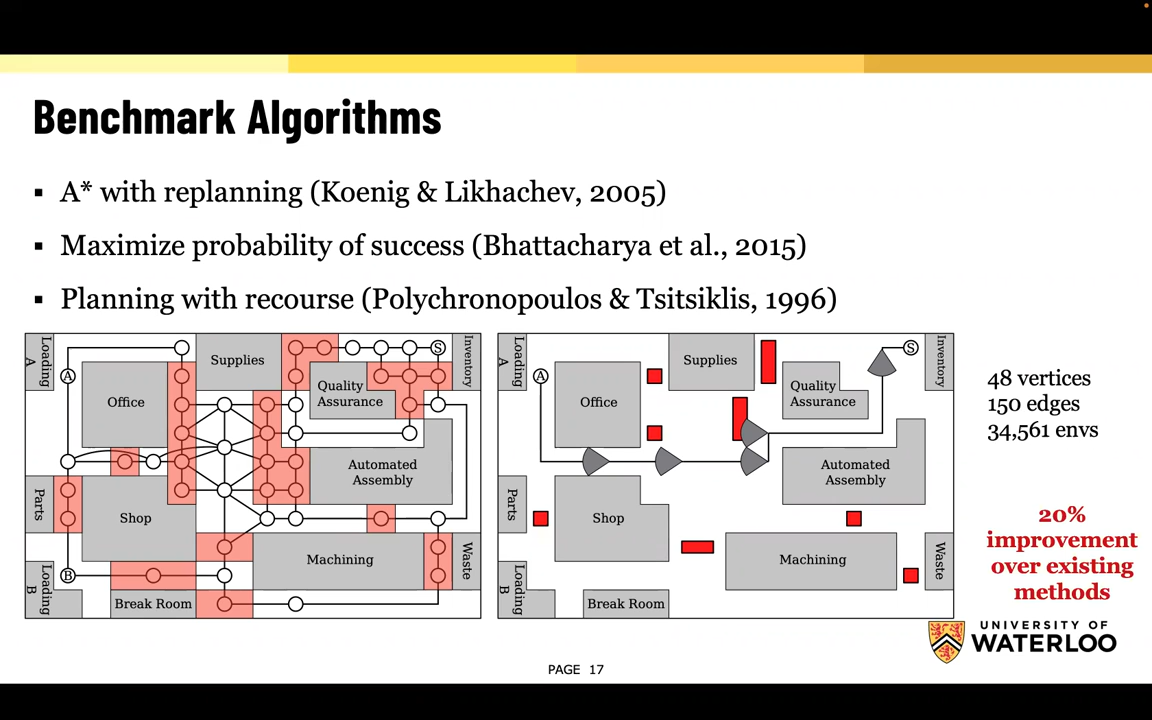 Benchmark Algorithms
▪ A* with replanning (Koenig & Likhachev, 2005)
▪ Maximize probability of success (Bhattacharya et al., 2015)
▪ Planning with recourse (Polychronopoulos & Tsitsiklis, 1996)
Loading
A
Supplies
S
Inventory
A
Office
Quality
Assurance
Automated
Assembly
Parts
Shop
Machining
Waste
B
Loading
B
Break Room
Loading
A
Supplies
S
Inventory
A
Office
Quality
Assurance
Automated
Assembly
Parts
Shop
Machining
Waste
Loading
B
Break Room
48 vertices
150 edges
34,561 envs
20%
improvement
over existing
methods
UNIVERSITY OF
WATERLOO
PAGE 17